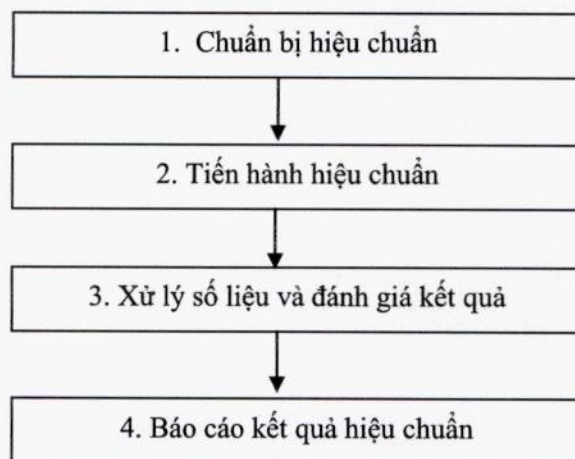 1. Chuẩn bị hiệu chuẩn
2. Tiến hành hiệu chuẩn
3. Xử lý số liệu và đánh giá kết quả
4. Báo cáo kết quả hiệu chuẩn